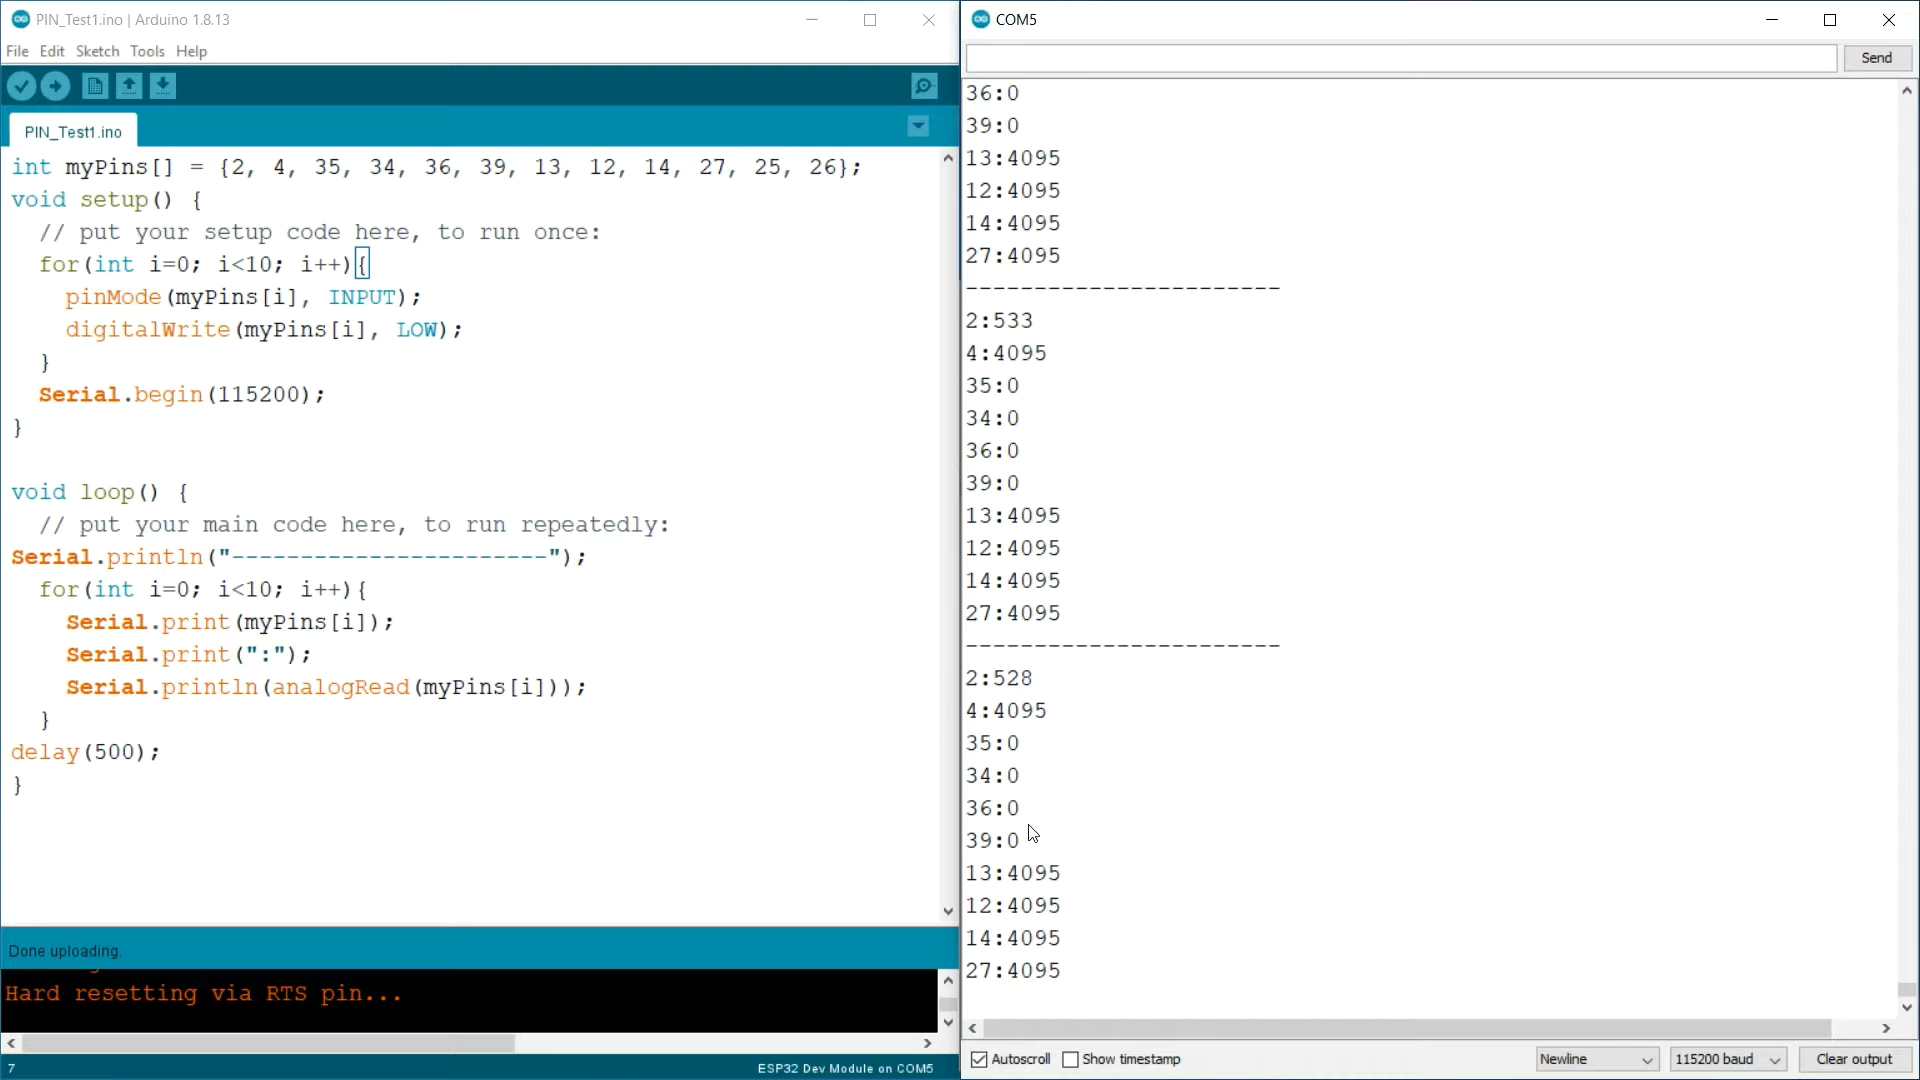 PIN_Test1.ino | Arduino 1.8.13
File Edit Sketch Tools Help
PIN_Test1.ino
int myPins[] = {2, 4, 35, 34, 36, 39, 13, 12, 14, 27, 25, 26};
void setup() {
  // put your setup code here, to run once:
  for(int i=0; i<10; i++){
    pinMode(myPins[i], INPUT);
    digitalWrite(myPins[i], LOW);
  }
  Serial.begin(115200);
}
void loop() {
  // put your main code here, to run repeatedly:
Serial.println("-----------------------");
  for(int i=0; i<10; i++){
    Serial.print(myPins[i]);
    Serial.print(":");
    Serial.println(analogRead(myPins[i]));
  }
delay(500);
}
Done uploading.
Hard resetting via RTS pin...
7
ESP32 Dev Module on COM5
COM5
Send
36:0
39:0
13:4095
12:4095
14:4095
27:4095
-----------------------
2:533
4:4095
35:0
34:0
36:0
39:0
13:4095
12:4095
14:4095
27:4095
-----------------------
2:528
4:4095
35:0
34:0
36:0
39:0
13:4095
12:4095
14:4095
27:4095
Autoscroll Show timestamp Newline 115200 baud Clear output